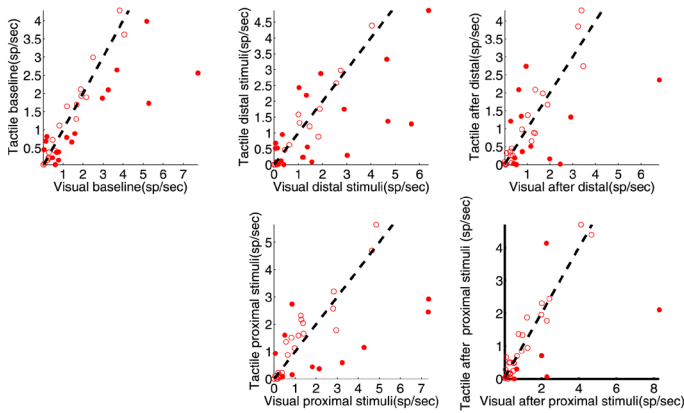 Tactile baseline(sp/sec)
4
3.5
3
2.5
2
1.5
1
0.5
0
1 2 3 4 5 6 7
Visual baseline(sp/sec)
Tactile distal stimuli(sp/sec)
4.5
4
3.5
3
2.5
2
1.5
1
0.5
0
0 1 2 3 4 5 6
Visual distal stimuli(sp/sec)
Tactile after distal(sp/sec)
4
3.5
3
2.5
2
1.5
1
0.5
0
1 2 3 4 5 6
Visual after distal(sp/sec)
Tactile proximal stimuli(sp/sec)
5
4
3
2
1
0
0 1 2 3 4 5 6 7
Visual proximal stimuli(sp/sec)
Tactile after proximal stimuli (sp/sec)
4
3
2
1
0
2 4 6 8
Visual after proximal stimuli(sp/sec)